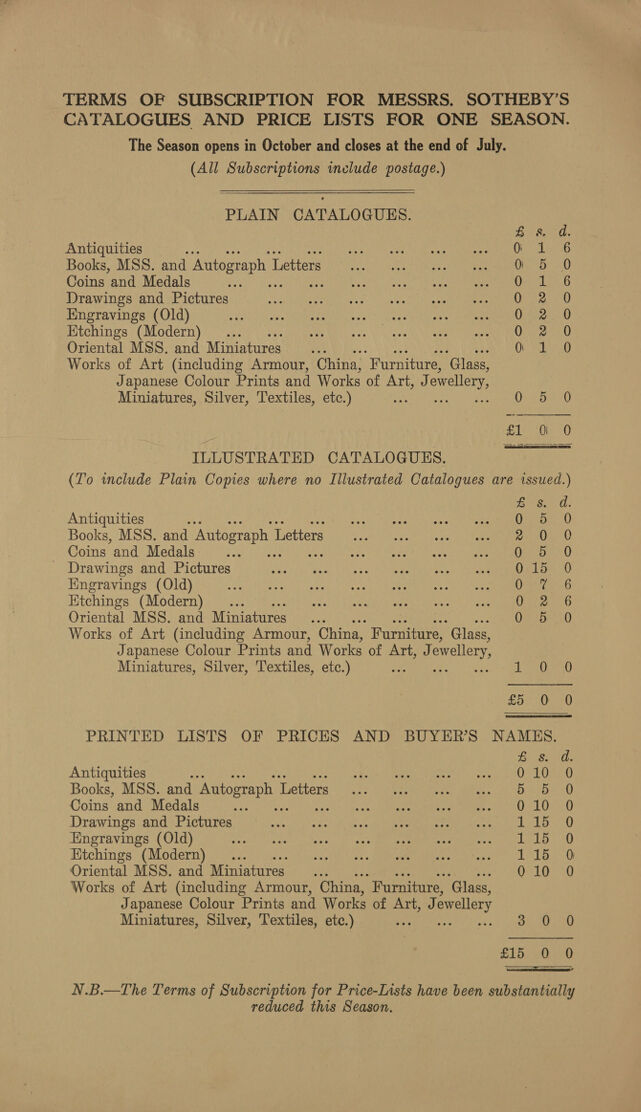 TERMS OF SUBSCRIPTION FOR MESSRS. SOTHEBY'S
CATALOGUES AND PRICE LISTS FOR ONE SEASON.
The Season opens in October and closes at the end of July.
(All Subscriptions include postage.)
PLAIN CATALOGUES.
£ s. d.
Antiquities ... ... ... ... ... ... ... ... 0 1 6
Books, MSS. and Autograph Letters ... ... ... ... 0 5 0
Coins and Medals ... ... ... ... ... ... ... 0 1 6
Drawings and Pictures ... ... ... ... ... ... 0 2 0
Engravings (Old) ... ... ... ... ... ... ... 0 2 0
Etchings (Modern) ... ... ... ... ... ... ... 0 2 0
Oriental MSS. and Miniatures ... ... ... ... ... 0 1 0
Works of Art (including Armour, China, Furniture, Glass,
Japanese Colour Prints and Works of Art, Jewellery,
Miniatures, Silver, Textiles, etc.) ... ... ... 0 5 0
£1 0 0
ILLUSTRATED CATALOGUES.
(To include Plain Copies where no Illustrated Catalogues are issued.)
£ s. d.
Antiquities ... ... ... ... ... ... ... ... 0 5 0
Books, MSS. and Autograph Letters ... ... ... ... 2 0 0
Coins and Medals ... ... ... ... ... ... ... 0 5 0
Drawings and Pictures ... ... ... ... ... ... 0 15 0
Engravings (Old) ... ... ... ... ... ... ... 0 7 6
Etchings (Modern) ... ... ... ... ... ... ... 0 2 6
Oriental MSS. and Miniatures ... ... ... ... ... 0 5 0
Works of Art (including Armour, China, Furniture, Glass,
Japanese Colour Prints and Works of Art, Jewellery,
Miniatures, Silver, Textiles, etc.) ... ... ... 1 0 0
£5 0 0
PRINTED LISTS OF PRICES AND BUYER'S NAMES.
£ s. d.
Antiquities ... ... ... ... ... ... ... ... 0 10 0
Books, MSS. and Autograph Letters ... ... ... ... 5 5 0
Coins and Medals ... ... ... ... ... ... ... 0 10 0
Drawings and Pictures ... ... ... ... ... ... 1 15 0
Engravings (Old) ... ... ... ... ... ... ... 1 15 0
Etchings (Modern) ... ... ... ... ... ... ... 1 15 0
Oriental MSS. and Miniatures ... ... ... ... ... 0 10 0
Works of Art (including Armour, China, Furniture, Glass,
Japanese Colour Prints and Works of Art, Jewellery
Miniatures, Silver, Textiles, etc.) ... ... ... 3 0 0
£15 0 0
N.B.—The Terms of Subscription for Price-Lists have been substantially
reduced this Season.